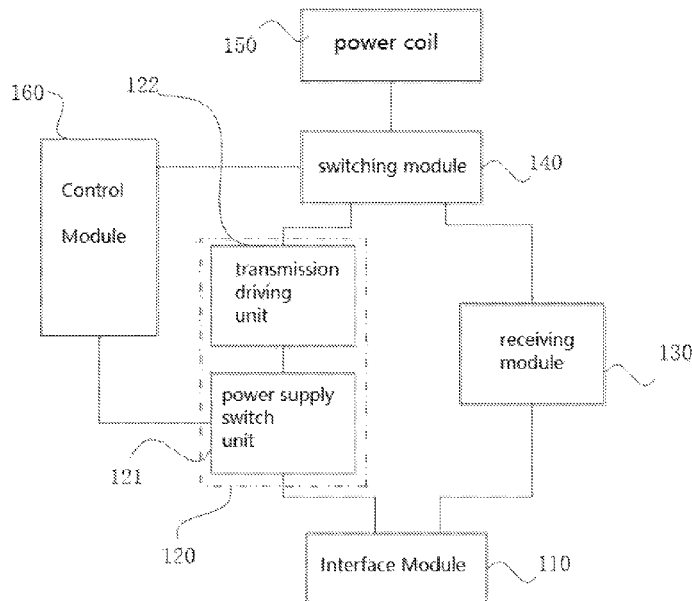 150
power coil
122
160
switching module
140
Control
Module
transmission
driving
unit
receiving
module
130
power supply
switch
unit
121
120
Interface Module
110